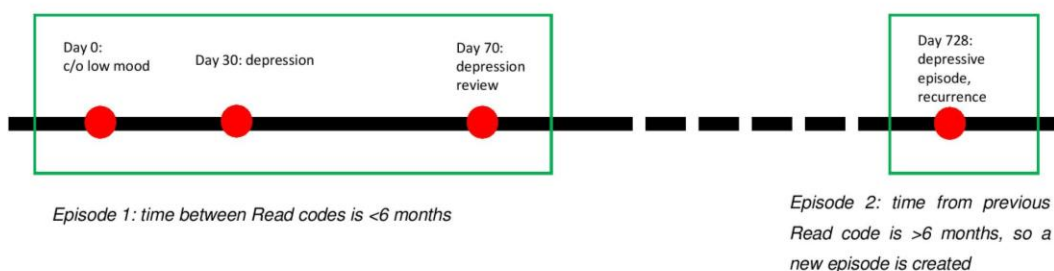 Day 0:
c/o low mood
Day 30: depression
Day 70:
depression
review
Day 728:
depressive
episode,
recurrence
Episode 1: time between Read codes is <6 months
Episode 2: time from previous
Read code is >6 months, so a
new episode is created